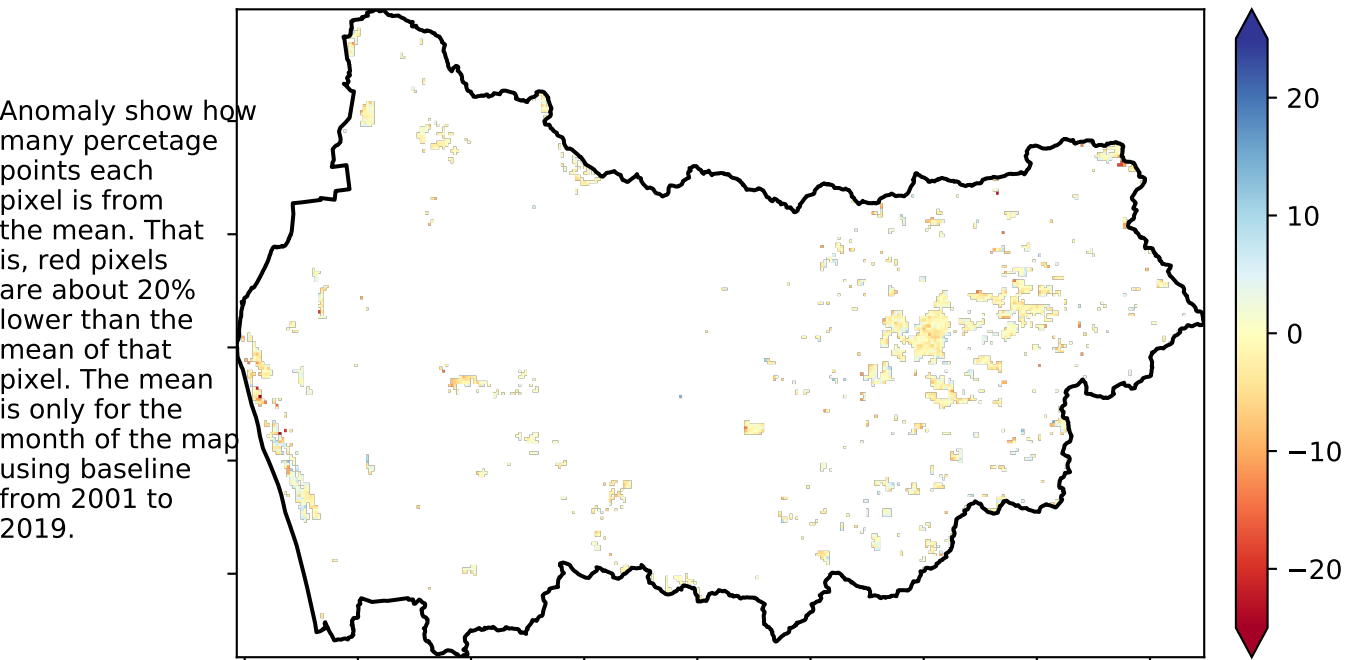 Anomaly show how
many percetage
points each
pixel is from
the mean. That
is, red pixels
are about 20%
lower than the
mean of that
pixel. The mean
is only for the
month of the map
using baseline
from 2001 to
2019.
20
10
0
−10
−20